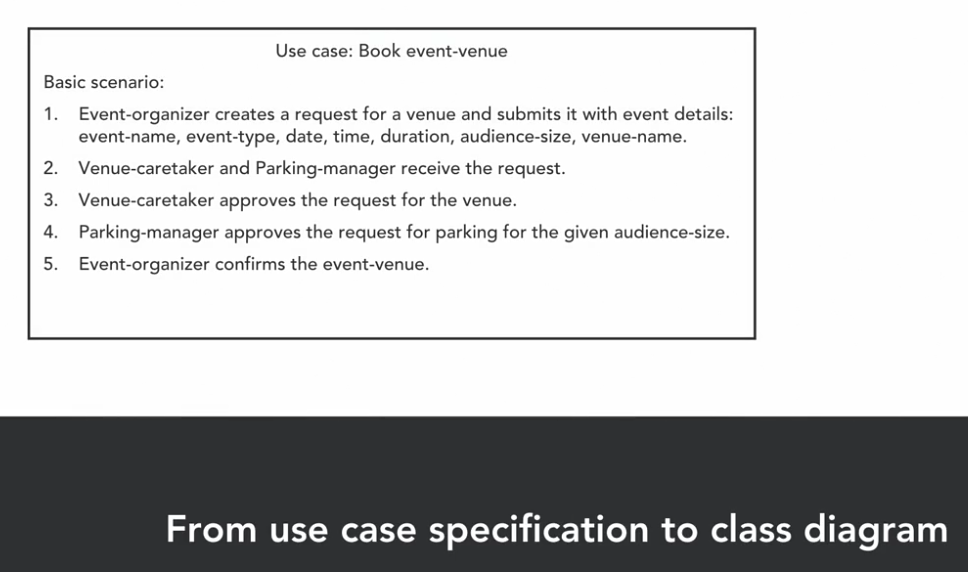 Use case: Book event-venue
Basic scenario:
1. Event-organizer creates a request for a venue and submits it with event details:
event-name, event-type, date, time, duration, audience-size, venue-name.
2. Venue-caretaker and Parking-manager receive the request.
3. Venue-caretaker approves the request for the venue.
4. Parking-manager approves the request for parking for the given audience-size.
5. Event-organizer confirms the event-venue.
From use case specification to class diagram